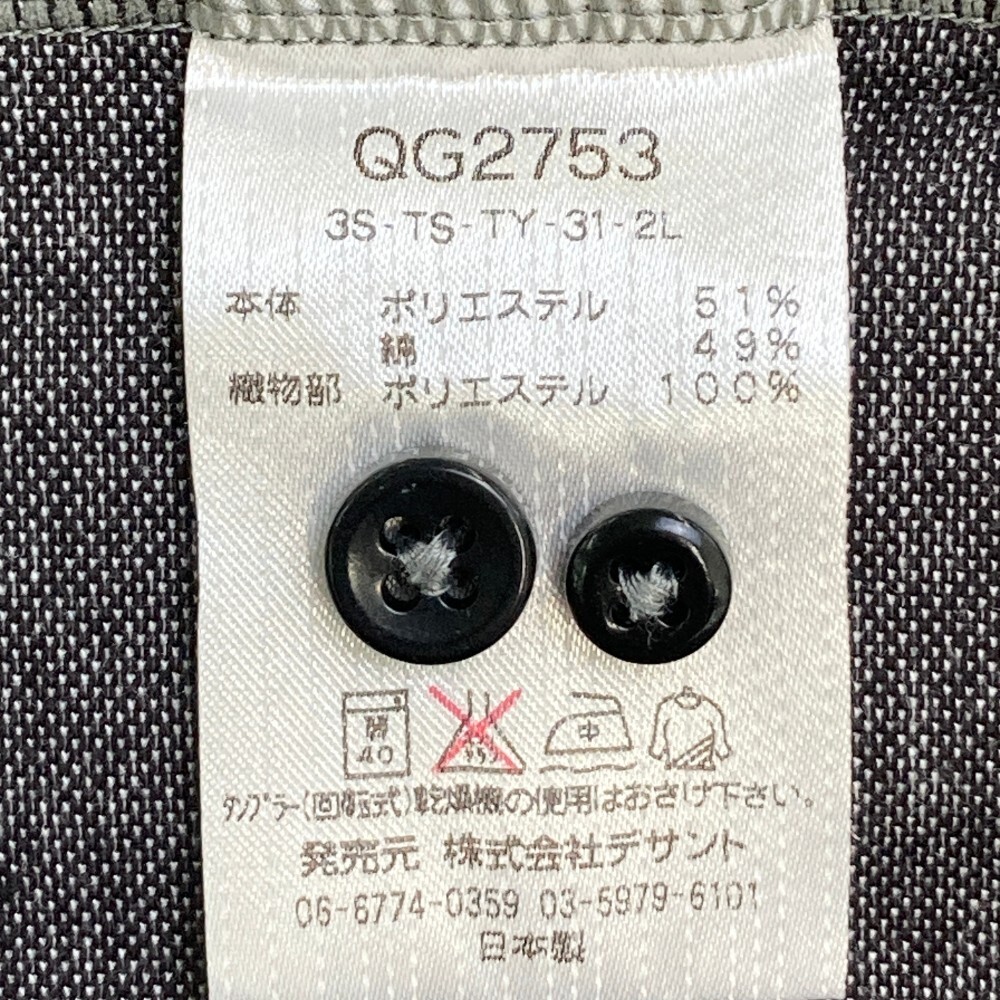 QG2753
3S-TS-TY-31-2L
本体 ポリエステル 51%
綿 49%
織物部 ポリエステル 100%
40 中
タンブラー(回転式)乾燥機の使用はおさけ下さい。
発売元 株式会社デサント
06-6774-0359 03-5979-6101
日本製